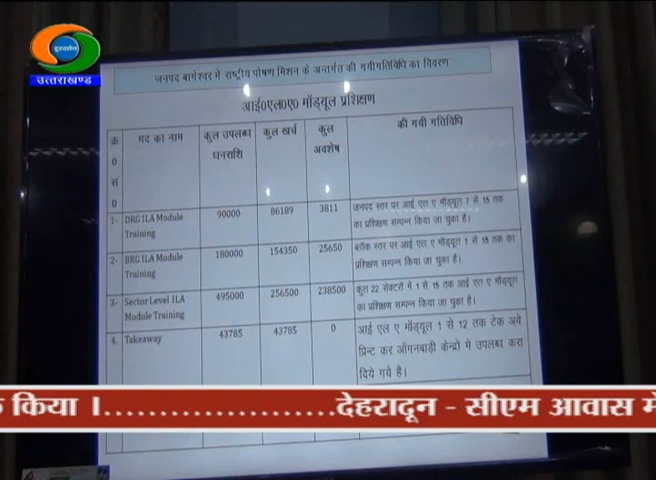 दूरदर्शन
उत्तराखण्ड
जनपद बागेश्वर में राष्ट्रीय पोषण मिशन के अन्तर्गत की गयीगतिविधि का विवरण
आई0एल0ए0 मॉड्यूल प्रशिक्षण
क्र0स0 मद का नाम कुल उपलब्ध धनराशि कुल खर्च कुल अवशेष की गयी गतिविधि
1- DRG ILA Module Training 90000 86189 3811 जनपद स्तर पर आई एल ए मॉड्यूल 7 से 15 तक का प्रशिक्षण सम्पन्न किया जा चुका है।
2- BRG ILA Module Training 180000 154350 25650 ब्लॉक स्तर पर आई एल ए मॉड्यूल 1 से 15 तक का प्रशिक्षण सम्पन्न किया जा चुका है।
3- Sector Level ILA Module Training 495000 256500 238500 कुल 22 सेक्टरो में 1 से 15 तक आई एल ए मॉड्यूल का प्रशिक्षण सम्पन्न किया जा चुका है।
4. Takeaway 43785 43785 0 आई एल ए मॉड्यूल 1 से 12 तक टेक अवे प्रिन्ट कर ऑगनबाड़ी केन्द्रो में उपलब्ध करा दिये गये है।
किया ।.....................देहरादून - सीएम आवास में